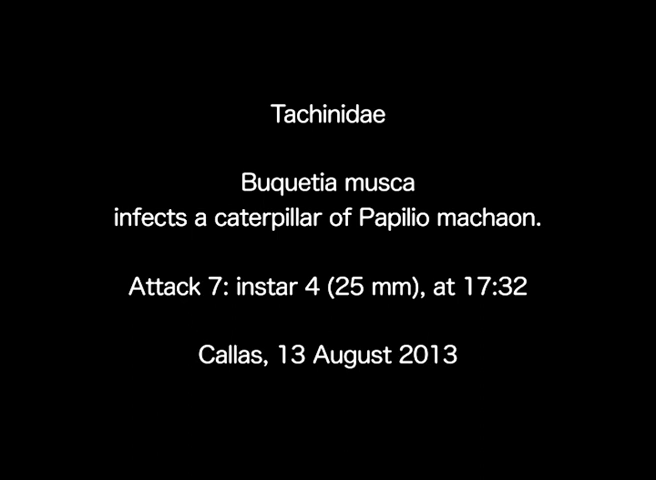 Tachinidae
Buquetia musca
infects a caterpillar of Papilio machaon.
Attack 7: instar 4 (25 mm), at 17:32
Callas, 13 August 2013